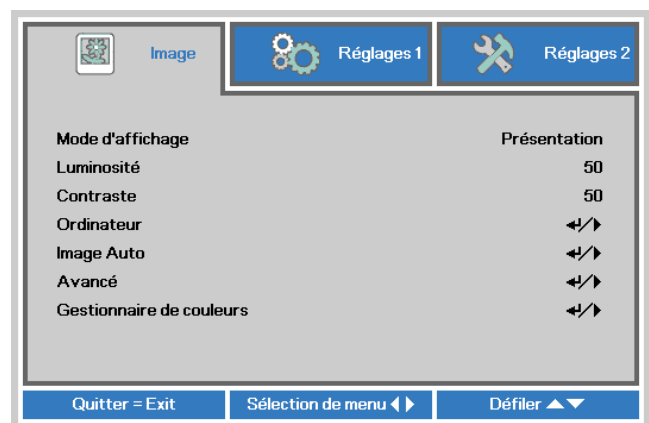 Image Réglages 1 Réglages 2
Mode d'affichage Présentation
Luminosité 50
Contraste 50
Ordinateur ↵/▶
Image Auto ↵/▶
Avancé ↵/▶
Gestionnaire de couleurs ↵/▶
Quitter = Exit Sélection de menu ◀▶ Défiler ▲▼